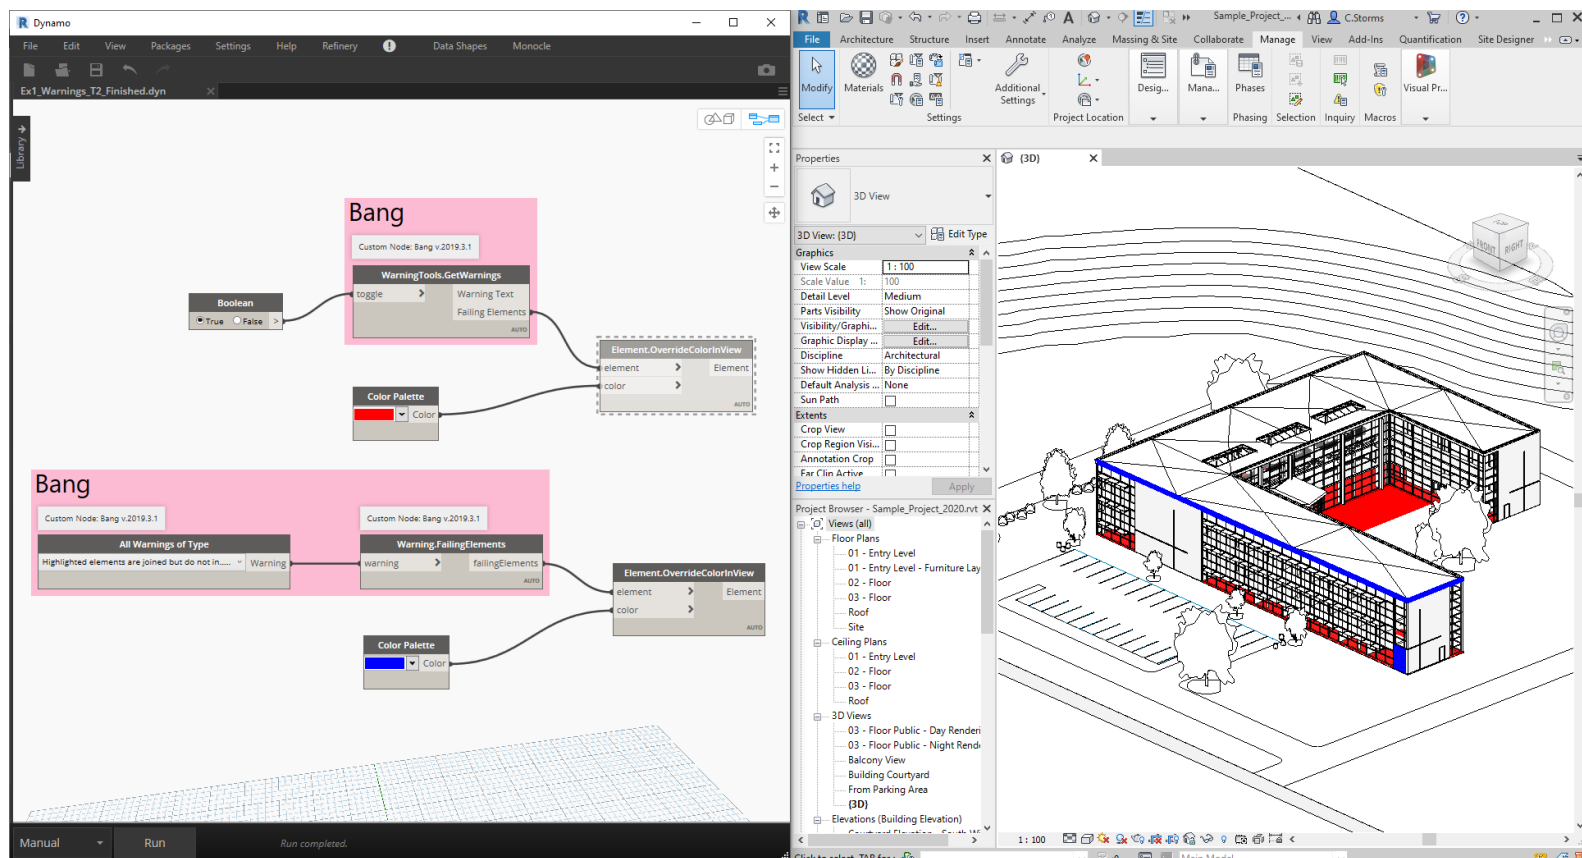 Dynamo
File Edit View Packages Settings Help Refinery Data Shapes Monocle
Ex1_Warnings_T2_Finished.dyn
Library
Bang
Custom Node: Bang v.2019.3.1
WarningTools.GetWarnings
toggle > Warning Text
Failing Elements
AUTO
Boolean
True False >
Element.OverrideColorInView
element > Element
color >
AUTO
Color Palette
Color
Bang
Custom Node: Bang v.2019.3.1
Custom Node: Bang v.2019.3.1
All Warnings of Type
Highlighted elements are joined but do not in..... Warning
Warning.FailingElements
warning > failingElements
AUTO
Element.OverrideColorInView
element > Element
color >
AUTO
Color Palette
Color
Manual Run Run completed.
Sample_Project_... C.Storms
File Architecture Structure Insert Annotate Analyze Massing & Site Collaborate Manage View Add-Ins Quantification Site Designer
Modify Materials Additional Settings Desig... Mana... Phases Visual Pr...
Select Settings Project Location Phasing Selection Inquiry Macros
Properties
3D View
3D View: {3D} Edit Type
Graphics
View Scale 1 : 100
Scale Value 1: 100
Detail Level Medium
Parts Visibility Show Original
Visibility/Graphi... Edit...
Graphic Display ... Edit...
Discipline Architectural
Show Hidden Li... By Discipline
Default Analysis ... None
Sun Path
Extents
Crop View
Crop Region Visi...
Annotation Crop
Far Clip Active
Properties help Apply
Project Browser - Sample_Project_2020.rvt
Views (all)
Floor Plans
01 - Entry Level
01 - Entry Level - Furniture Lay
02 - Floor
03 - Floor
Roof
Site
Ceiling Plans
01 - Entry Level
02 - Floor
03 - Floor
Roof
3D Views
03 - Floor Public - Day Renderi
03 - Floor Public - Night Rende
Balcony View
Building Courtyard
From Parking Area
{3D}
Elevations (Building Elevation)
{3D}
FRONT RIGHT
1 : 100
Main Model